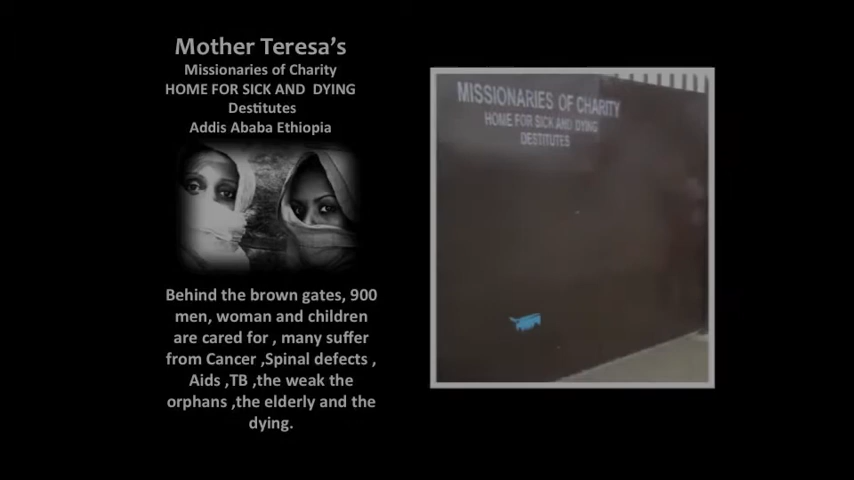 Mother Teresa’s
Missionaries of Charity
HOME FOR SICK AND DYING
Destitutes
Addis Ababa Ethiopia
Behind the brown gates, 900
men, woman and children
are cared for , many suffer
from Cancer ,Spinal defects ,
Aids ,TB ,the weak the
orphans ,the elderly and the
dying.
MISSIONARIES OF CHARITY
HOME FOR SICK AND DYING
DESTITUTES